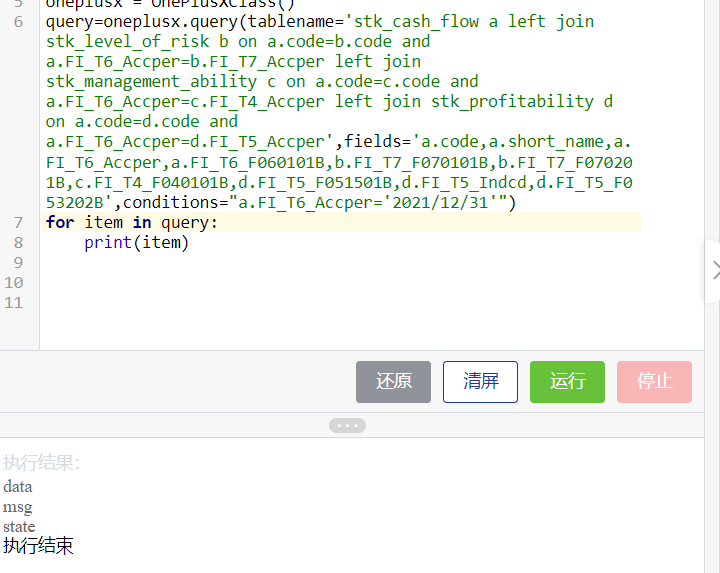 5 oneplusx = OnePlusXClass()
6 query=oneplusx.query(tablename='stk_cash_flow a left join
stk_level_of_risk b on a.code=b.code and
a.FI_T6_Accper=b.FI_T7_Accper left join
stk_management_ability c on a.code=c.code and
a.FI_T6_Accper=c.FI_T4_Accper left join stk_profitability d
on a.code=d.code and
a.FI_T6_Accper=d.FI_T5_Accper',fields='a.code,a.short_name,a.
FI_T6_Accper,a.FI_T6_F060101B,b.FI_T7_F070101B,b.FI_T7_F07020
1B,c.FI_T4_F040101B,d.FI_T5_F051501B,d.FI_T5_Indcd,d.FI_T5_F0
53202B',conditions="a.FI_T6_Accper='2021/12/31'")
7 for item in query:
8 print(item)
9
10
11
还原 清屏 运行 停止
执行结果：
data
msg
state
执行结束